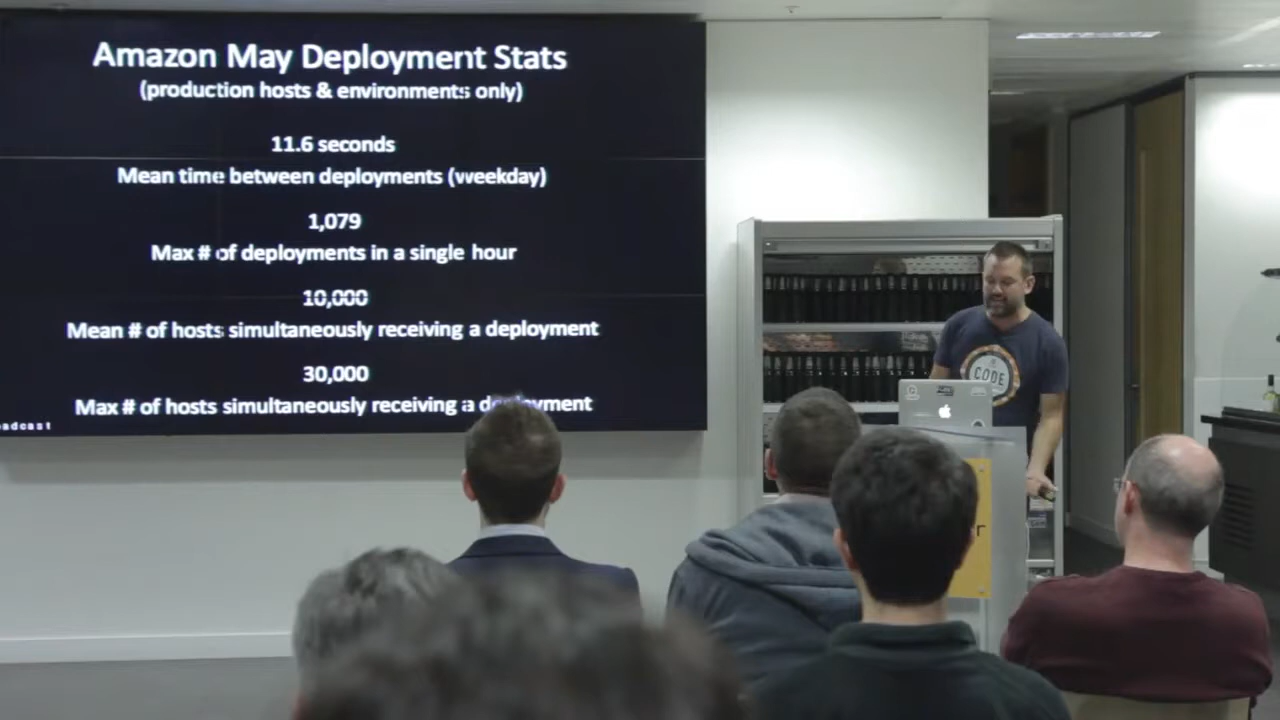 Amazon May Deployment Stats
(production hosts & environments only)
11.6 seconds
Mean time between deployments (weekday)
1,079
Max # of deployments in a single hour
10,000
Mean # of hosts simultaneously receiving a deployment
30,000
Max # of hosts simultaneously receiving a deployment
CODE